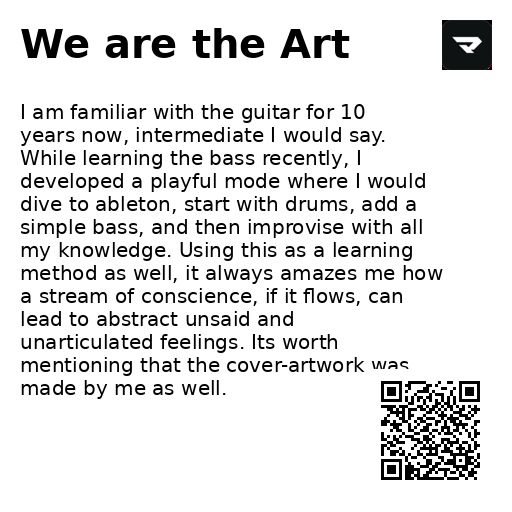 We are the Art
I am familiar with the guitar for 10
years now, intermediate I would say.
While learning the bass recently, I
developed a playful mode where I would
dive to ableton, start with drums, add a
simple bass, and then improvise with all
my knowledge. Using this as a learning
method as well, it always amazes me how
a stream of conscience, if it flows, can
lead to abstract unsaid and
unarticulated feelings. Its worth
mentioning that the cover-artwork was
made by me as well.